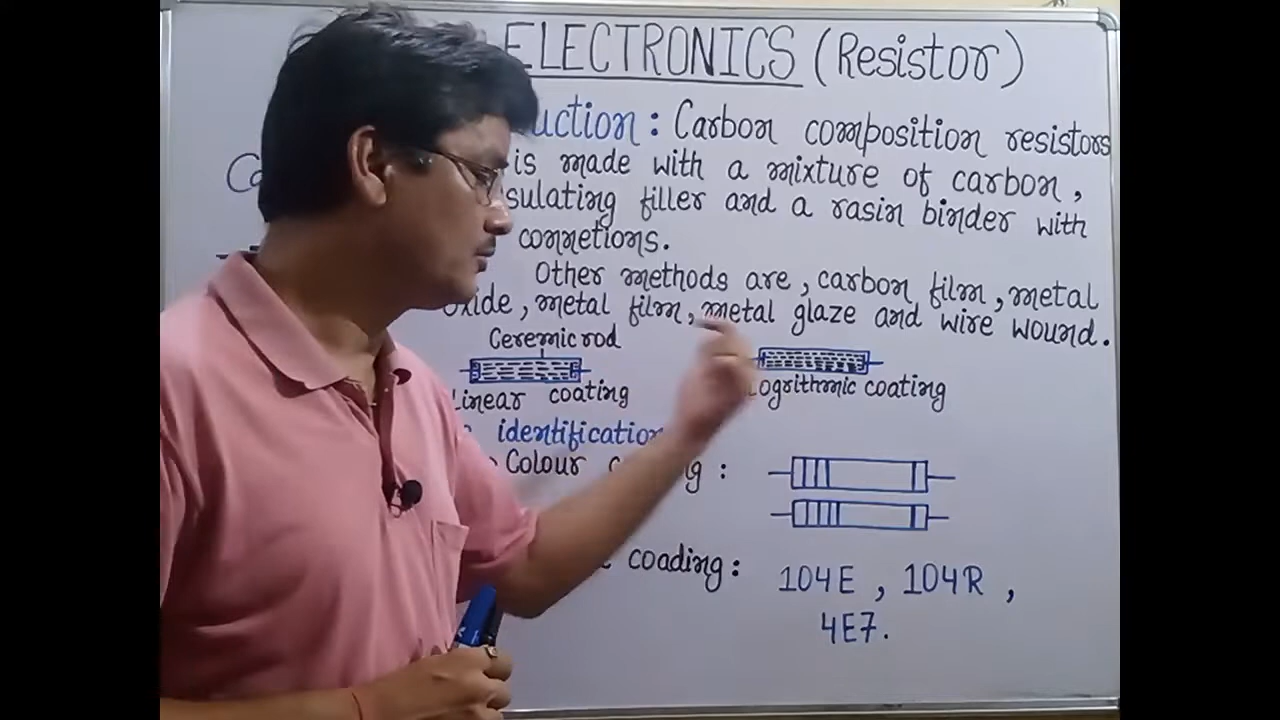 ELECTRONICS (Resistor)
uction : Carbon composition resistors
is made with a mixture of carbon ,
sulating filler and a rasin binder with
connetions.
Other methods are , carbon film , metal
oxide , metal film , metal glaze and wire wound .
Ceremic rod
Linear coating
Logrithmic coating
identification
Colour c g :
coading :
104E , 104R ,
4E7.